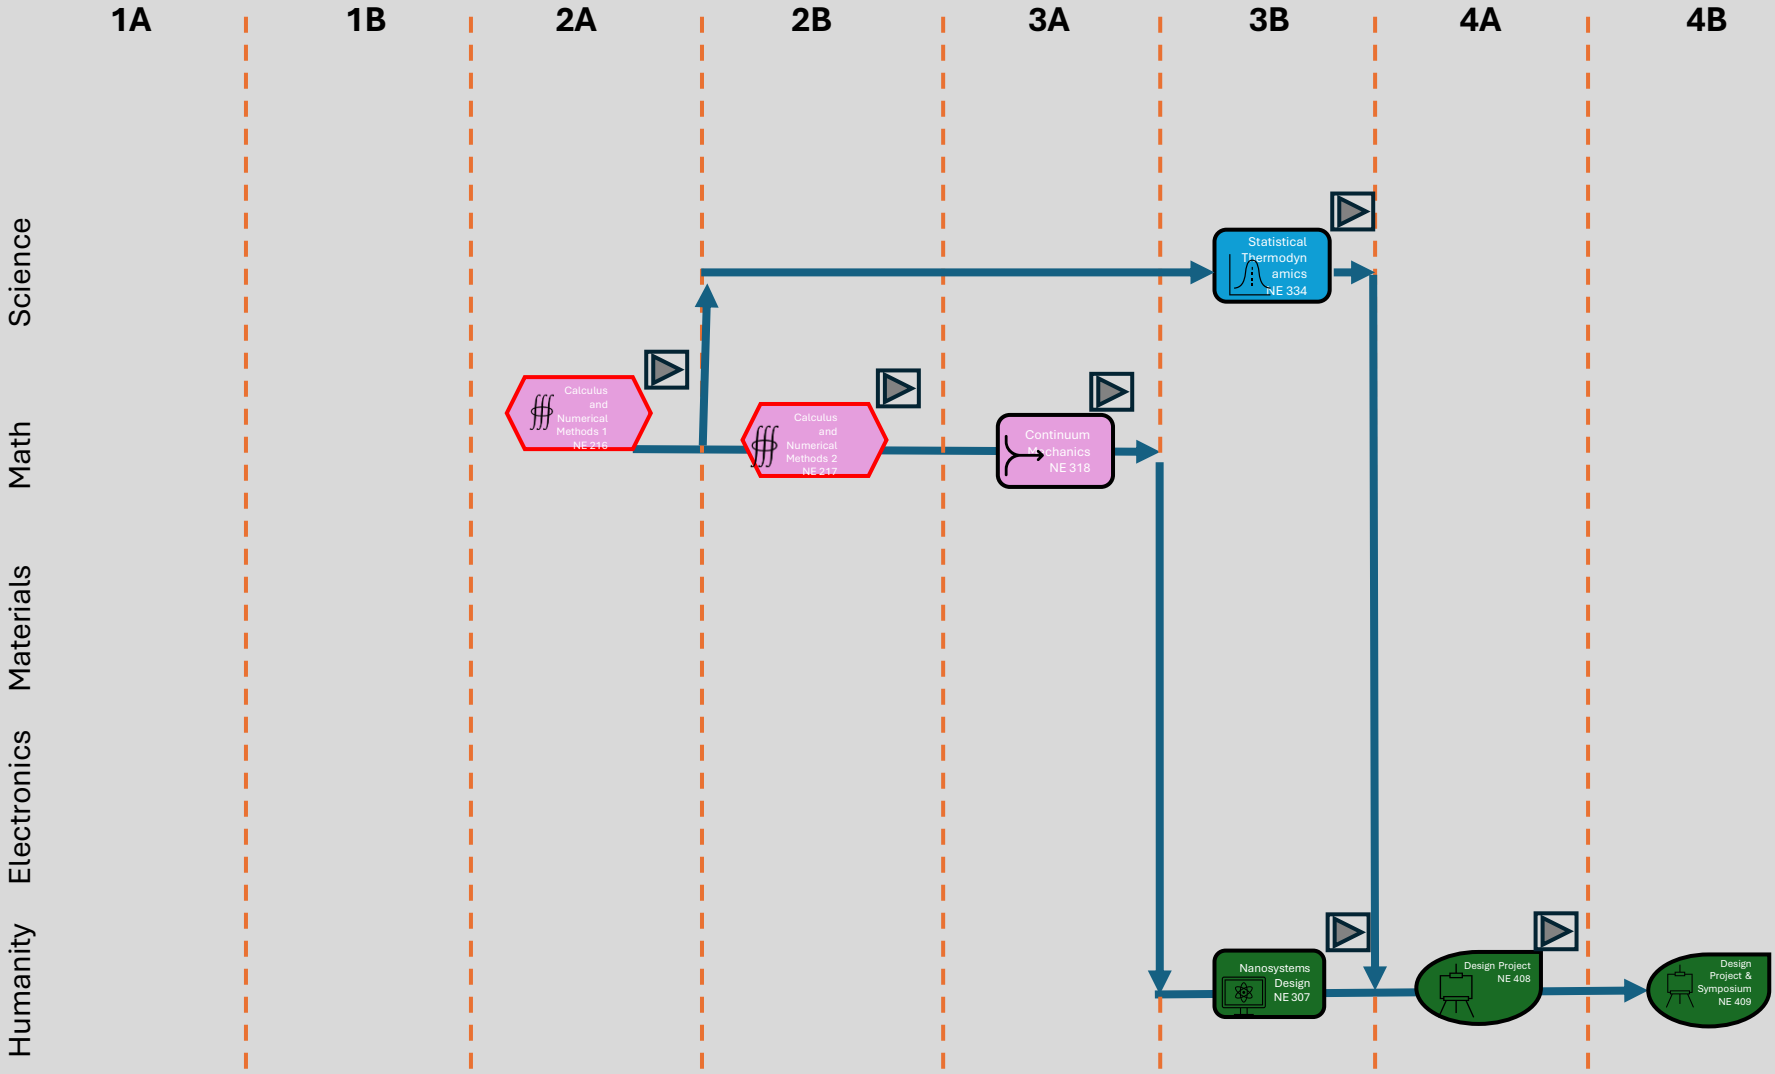 1A
1B
2A
2B
3A
3B
4A
4B
Science
Math
Materials
Electronics
Humanity
Statistical
Thermodyn
amics
NE 334
Calculus
and
Numerical
Methods 1
NE 216
Calculus
and
Numerical
Methods 2
NE 217
Continuum
Mechanics
NE 318
Nanosystems
Design
NE 307
Design Project
NE 408
Design
Project &
Symposium
NE 409